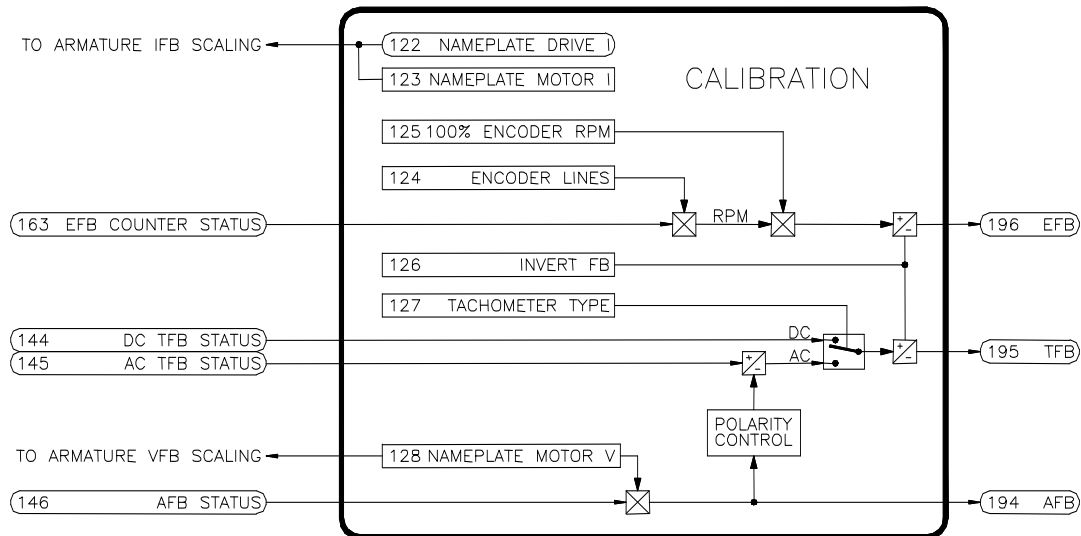 TO ARMATURE IFB SCALING
122 NAMEPLATE DRIVE I
123 NAMEPLATE MOTOR I
CALIBRATION
125 100% ENCODER RPM
124 ENCODER LINES
163 EFB COUNTER STATUS
RPM
+
-
196 EFB
126 INVERT FB
127 TACHOMETER TYPE
144 DC TFB STATUS
DC
145 AC TFB STATUS
+
-
AC
+
-
195 TFB
POLARITY
CONTROL
TO ARMATURE VFB SCALING
128 NAMEPLATE MOTOR V
146 AFB STATUS
194 AFB